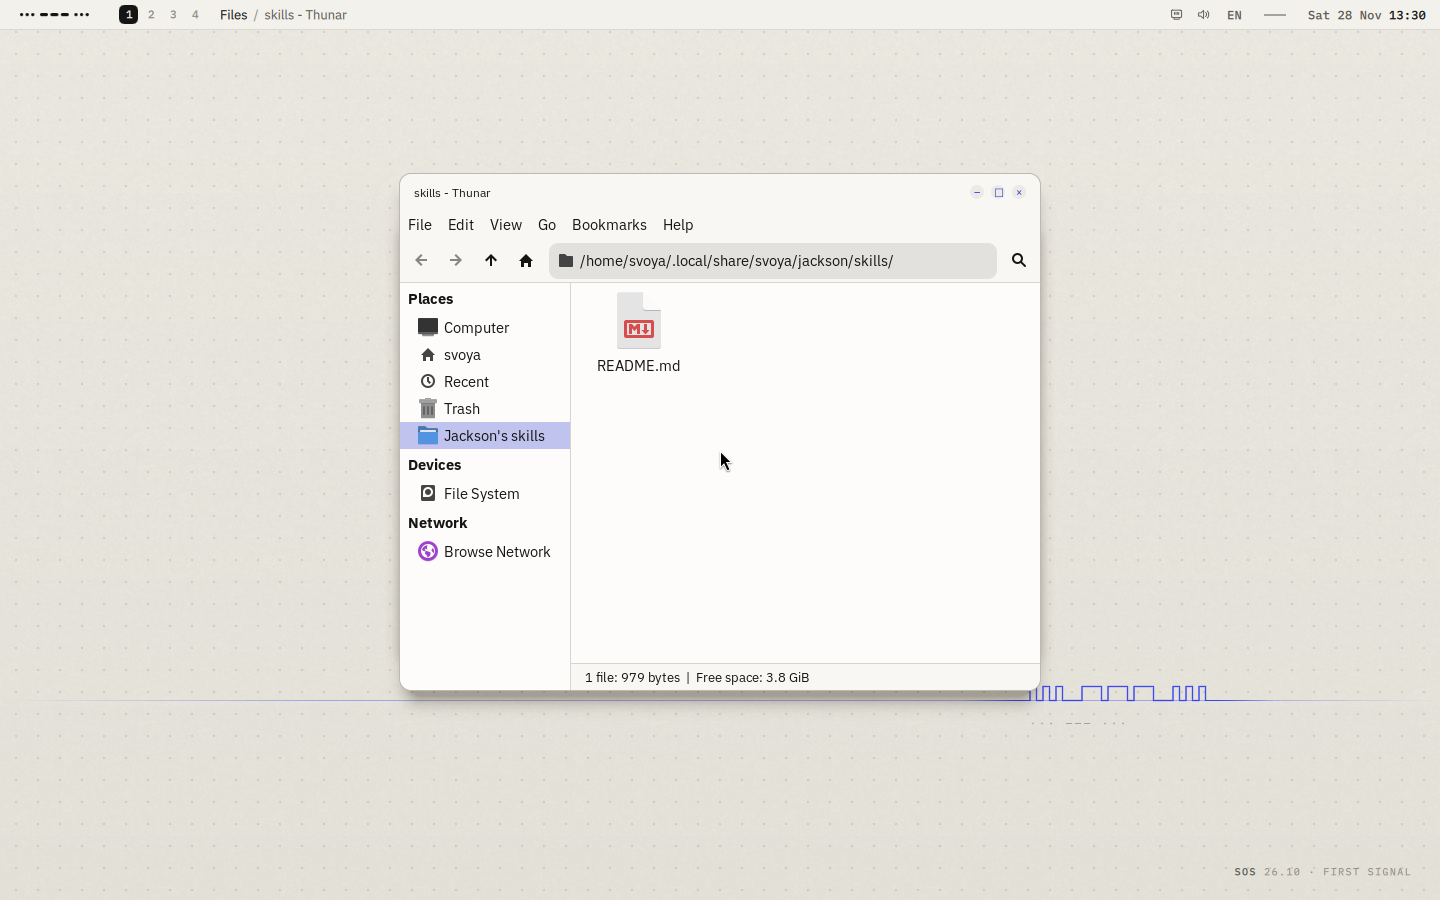 1 2 3 4 Files / skills - Thunar EN Sat 28 Nov 13:30
skills - Thunar
File Edit View Go Bookmarks Help
/home/svoya/.local/share/svoya/jackson/skills/
Places
Computer
svoya
Recent
Trash
Jackson's skills
Devices
File System
Network
Browse Network
README.md
1 file: 979 bytes | Free space: 3.8 GiB
SOS 26.10 · FIRST SIGNAL